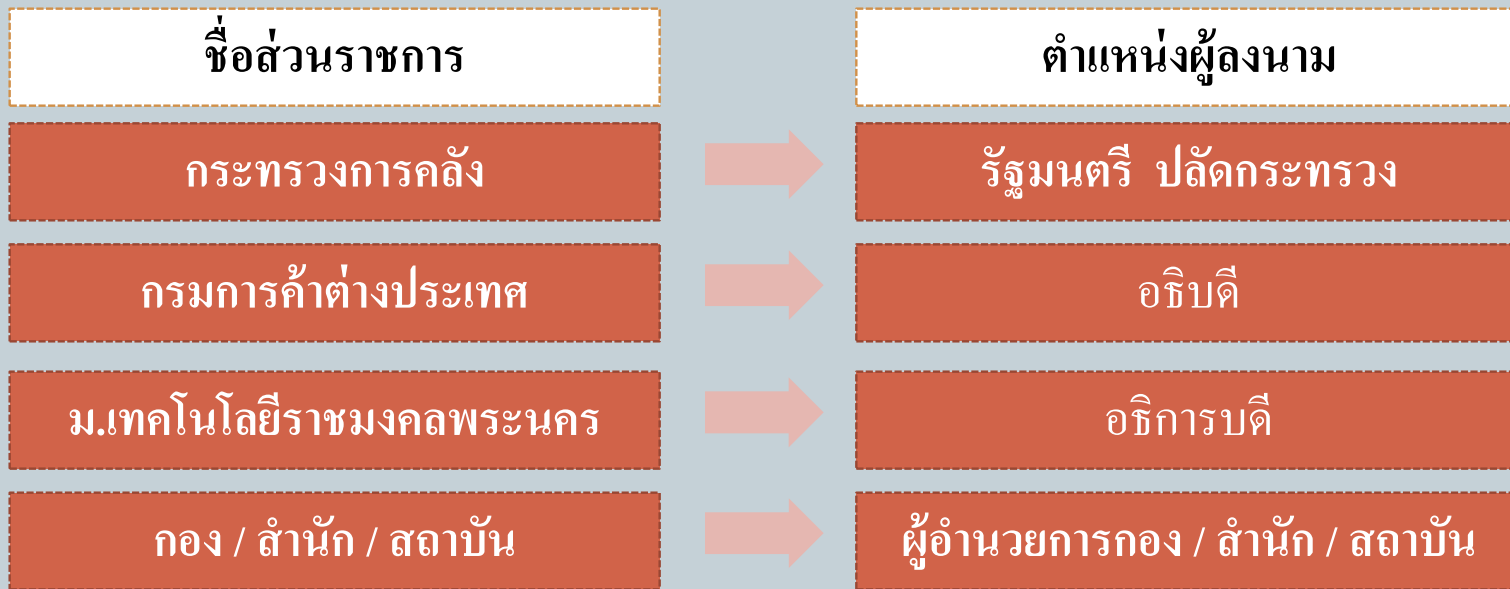 ชื่อส่วนราชการ
ตำแหน่งผู้ลงนาม
กระทรวงการคลัง
รัฐมนตรี ปลัดกระทรวง
กรมการค้าต่างประเทศ
อธิบดี
ม.เทคโนโลยีราชมงคลพระนคร
อธิการบดี
กอง / สำนัก / สถาบัน
ผู้อำนวยการกอง / สำนัก / สถาบัน